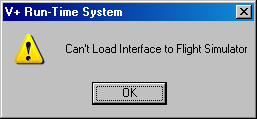 V+ Run-Time System
Can't Load Interface to Flight Simulator
OK